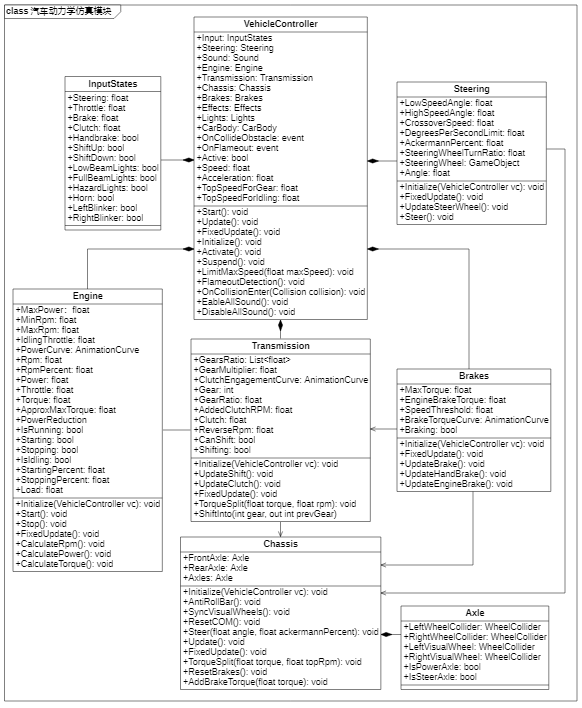 class 汽车动力学仿真模块
VehicleController
+Input: InputStates
+Steering: Steering
+Sound: Sound
+Engine: Engine
+Transmission: Transmission
+Chassis: Chassis
+Brakes: Brakes
+Effects: Effects
+Lights: Lights
+CarBody: CarBody
+OnCollideObstacle: event
+OnFlameout: event
+Active: bool
+Speed: float
+Acceleration: float
+TopSpeedForGear: float
+TopSpeedForIdling: float
+Start(): void
+Update(): void
+FixedUpdate(): void
+Initialize(): void
+Activate(): void
+Suspend(): void
+LimitMaxSpeed(float maxSpeed): void
+FlameoutDetection(): void
+OnCollisionEnter(Collision collision): void
+EableAllSound(): void
+DisableAllSound(): void
InputStates
+Steering: float
+Throttle: float
+Brake: float
+Clutch: float
+Handbrake: bool
+ShiftUp: bool
+ShiftDown: bool
+LowBeamLights: bool
+FullBeamLights: bool
+HazardLights: bool
+Horn: bool
+LeftBlinker: bool
+RightBlinker: bool
Steering
+LowSpeedAngle: float
+HighSpeedAngle: float
+CrossoverSpeed: float
+DegreesPerSecondLimit: float
+AckermannPercent: float
+SteeringWheelTurnRatio: float
+SteeringWheel: GameObject
+Angle: float
+Initialize(VehicleController vc): void
+FixedUpdate(): void
+UpdateSteerWheel(): void
+Steer(): void
Engine
+MaxPower: float
+MinRpm: float
+MaxRpm: float
+IdlingThrottle: float
+PowerCurve: AnimationCurve
+Rpm: float
+RpmPercent: float
+Power: float
+Throttle: float
+Torque: float
+ApproxMaxTorque: float
+PowerReduction
+IsRunning: bool
+Starting: bool
+Stopping: bool
+IsIdling: bool
+StartingPercent: float
+StoppingPercent: float
+Load: float
+Initialize(VehicleController vc): void
+Start(): void
+Stop(): void
+FixedUpdate(): void
+CalculateRpm(): void
+CalculatePower(): void
+CalculateTorque(): void
Transmission
+GearsRatio: List<float>
+GearMultiplier: float
+ClutchEngagementCurve: AnimationCurve
+Gear: int
+GearRatio: float
+AddedClutchRPM: float
+Clutch: float
+ReverseRpm: float
+CanShift: bool
+Shifting: bool
+Initialize(VehicleController vc): void
+UpdateShift(): void
+UpdateClutch(): void
+FixedUpdate(): void
+TorqueSplit(float torque, float rpm): void
+ShiftInto(int gear, out int prevGear)
Brakes
+MaxTorque: float
+EngineBrakeTorque: float
+SpeedThreshold: float
+BrakeTorqueCurve: AnimationCurve
+Braking: bool
+Initialize(VehicleController vc): void
+FixedUpdate(): void
+UpdateBrake(): void
+UpdateHandBrake(): void
+UpdateEngineBrake(): void
Chassis
+FrontAxle: Axle
+RearAxle: Axle
+Axles: Axle
+Initialize(VehicleController vc): void
+AntiRollBar(): void
+SyncVisualWheels(): void
+ResetCOM(): void
+Steer(float angle, float ackermannPercent): void
+Update(): void
+FixedUpdate(): void
+TorqueSplit(float torque, float topRpm): void
+ResetBrakes(): void
+AddBrakeTorque(float torque): void
Axle
+LeftWheelCollider: WheelCollider
+RightWheelCollider: WheelCollider
+LeftVisualWheel: WheelCollider
+RightVisualWheel: WheelCollider
+IsPowerAxle: bool
+IsSteerAxle: bool